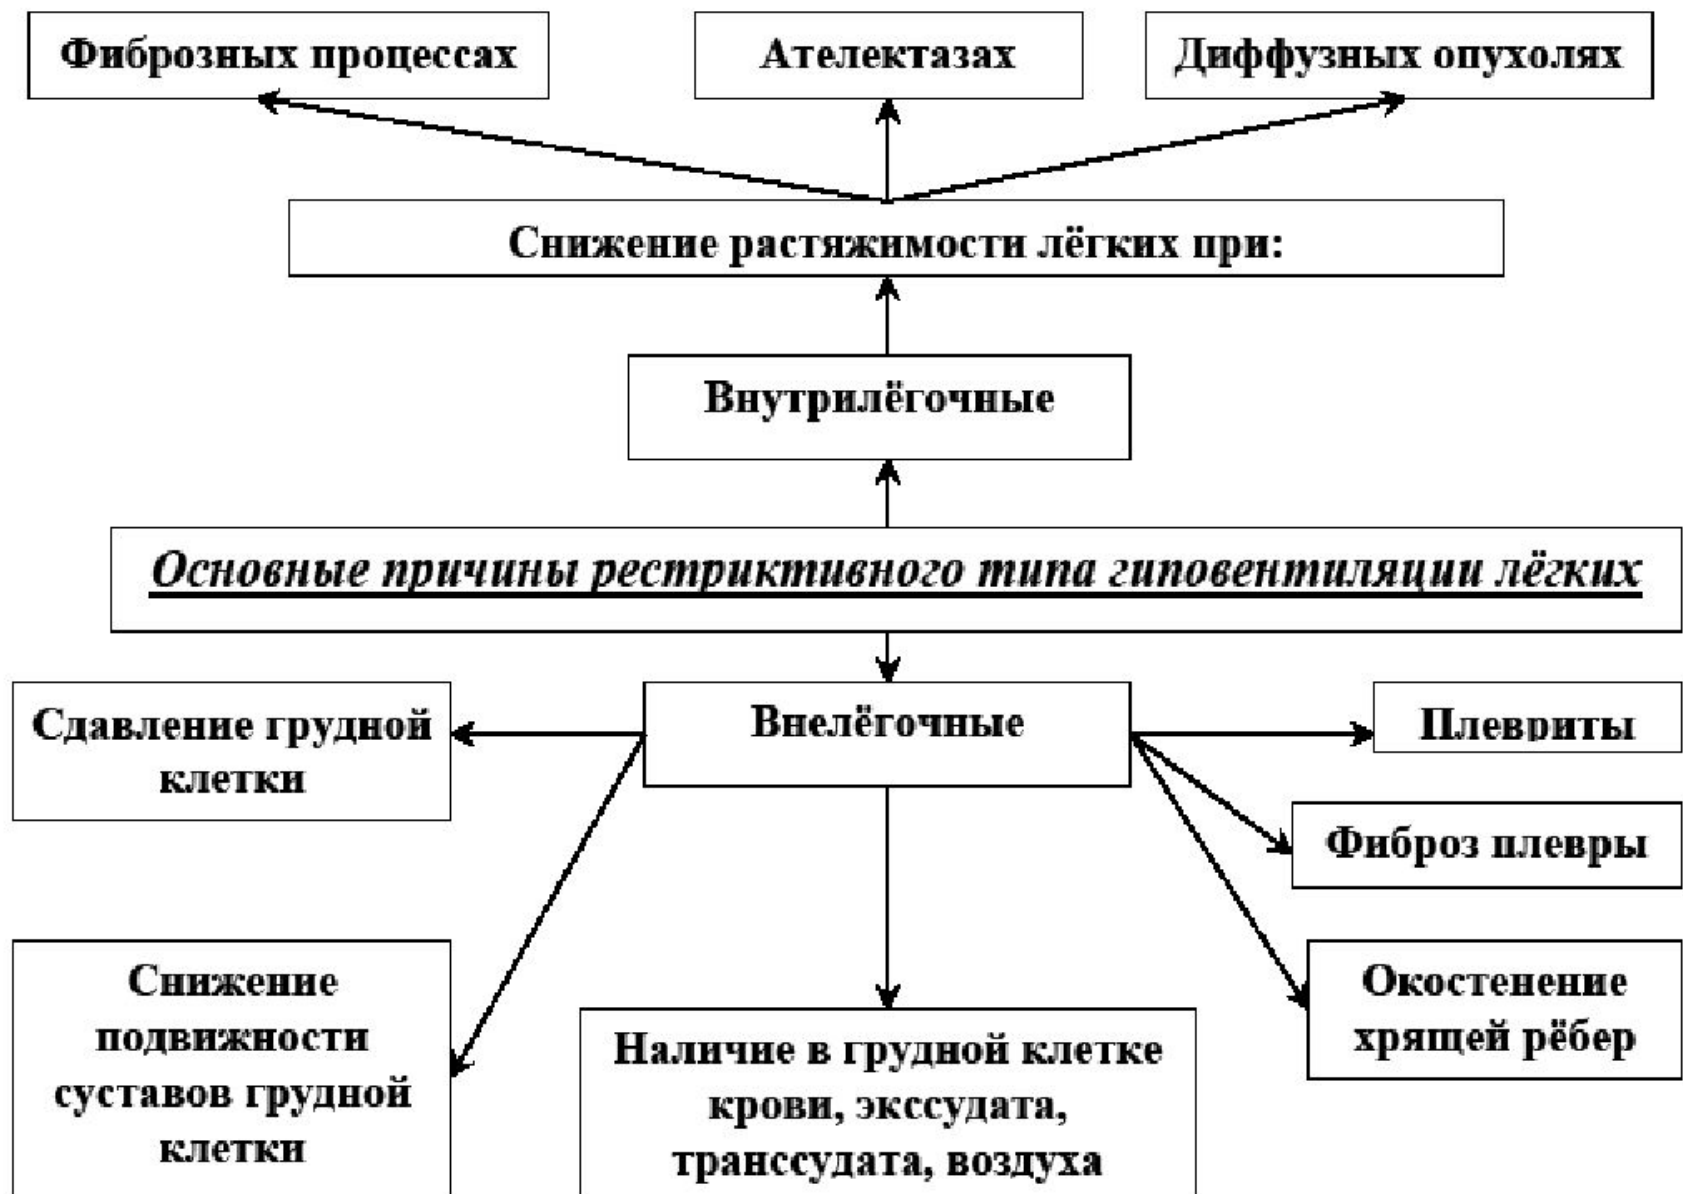 Фиброзных процессах
Ателектазах
Диффузных опухолях
Снижение растяжимости лёгких при:
Внутрилёгочные
Основные причины рестриктивного типа гиповентиляции лёгких
Сдавление грудной
клетки
Внелёгочные
Плевриты
Фиброз плевры
Снижение
подвижности
суставов грудной
клетки
Наличие в грудной клетке
крови, экссудата,
транссудата, воздуха
Окостенение
хрящей рёбер